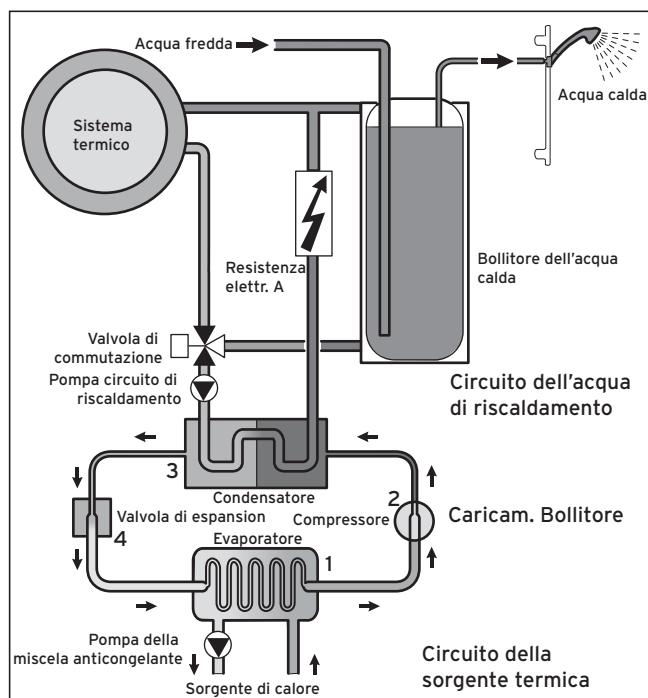 Acqua fredda
Acqua calda
Sistema
termico
Resistenza
elettr. A
Bollitore dell'acqua
calda
Valvola di
commutazione
Pompa circuito di
riscaldamento
Circuito dell'acqua
di riscaldamento
3
Condensatore
2
Valvola di espansion
Compressore
Caricam. Bollitore
4
Evaporatore
1
Pompa della
miscela anticongelante
Sorgente di calore
Circuito della
sorgente termica